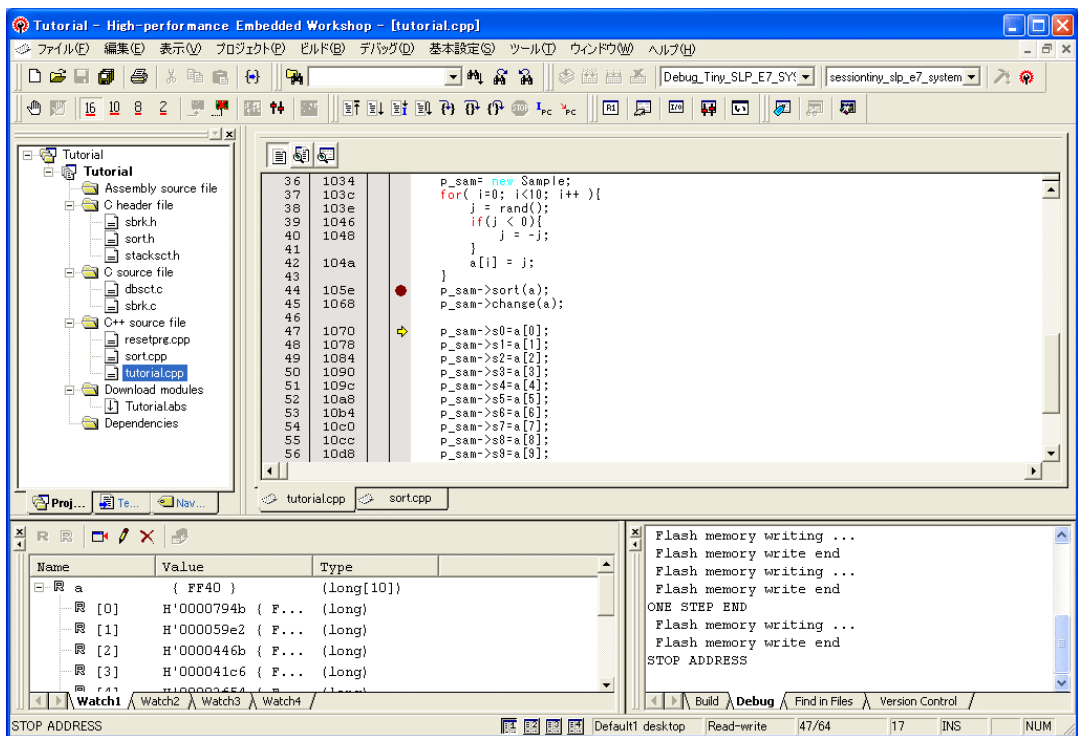 Tutorial - High-performance Embedded Workshop - [tutorial.cpp]
ファイル(F) 編集(E) 表示(V) プロジェクト(P) ビルド(B) デバッグ(D) 基本設定(S) ツール(T) ウィンドウ(W) ヘルプ(H)
Debug_Tiny_SLP_E7_SYS sessiontiny_slp_e7_system
16 10 8 2 STOP PC PC R1 I/O
Tutorial
Tutorial
Assembly source file
C header file
sbrk.h
sort.h
stacksct.h
C source file
dbsct.c
sbrk.c
C++ source file
resetprg.cpp
sort.cpp
tutorial.cpp
Download modules
Tutorial.abs
Dependencies
Proj... Te... Nav...
36 1034 p_sam= new Sample;
37 103c for( i=0; i<10; i++ ){
38 103e j = rand();
39 1046 if(j < 0){
40 1048 j = -j;
41 }
42 104a a[i] = j;
43 }
44 105e p_sam->sort(a);
45 1068 p_sam->change(a);
46
47 1070 p_sam->s0=a[0];
48 1078 p_sam->s1=a[1];
49 1084 p_sam->s2=a[2];
50 1090 p_sam->s3=a[3];
51 109c p_sam->s4=a[4];
52 10a8 p_sam->s5=a[5];
53 10b4 p_sam->s6=a[6];
54 10c0 p_sam->s7=a[7];
55 10cc p_sam->s8=a[8];
56 10d8 p_sam->s9=a[9];
tutorial.cpp sort.cpp
Name Value Type
R a { FF40 } (long[10])
R [0] H'0000794b { F... (long)
R [1] H'000059e2 { F... (long)
R [2] H'0000446b { F... (long)
R [3] H'000041c6 { F... (long)
Watch1 Watch2 Watch3 Watch4
Flash memory writing ...
Flash memory write end
Flash memory writing ...
Flash memory write end
ONE STEP END
Flash memory writing ...
Flash memory write end
STOP ADDRESS
Build Debug Find in Files Version Control
STOP ADDRESS 1 2 3 4 Default1 desktop Read-write 47/64 17 INS NUM